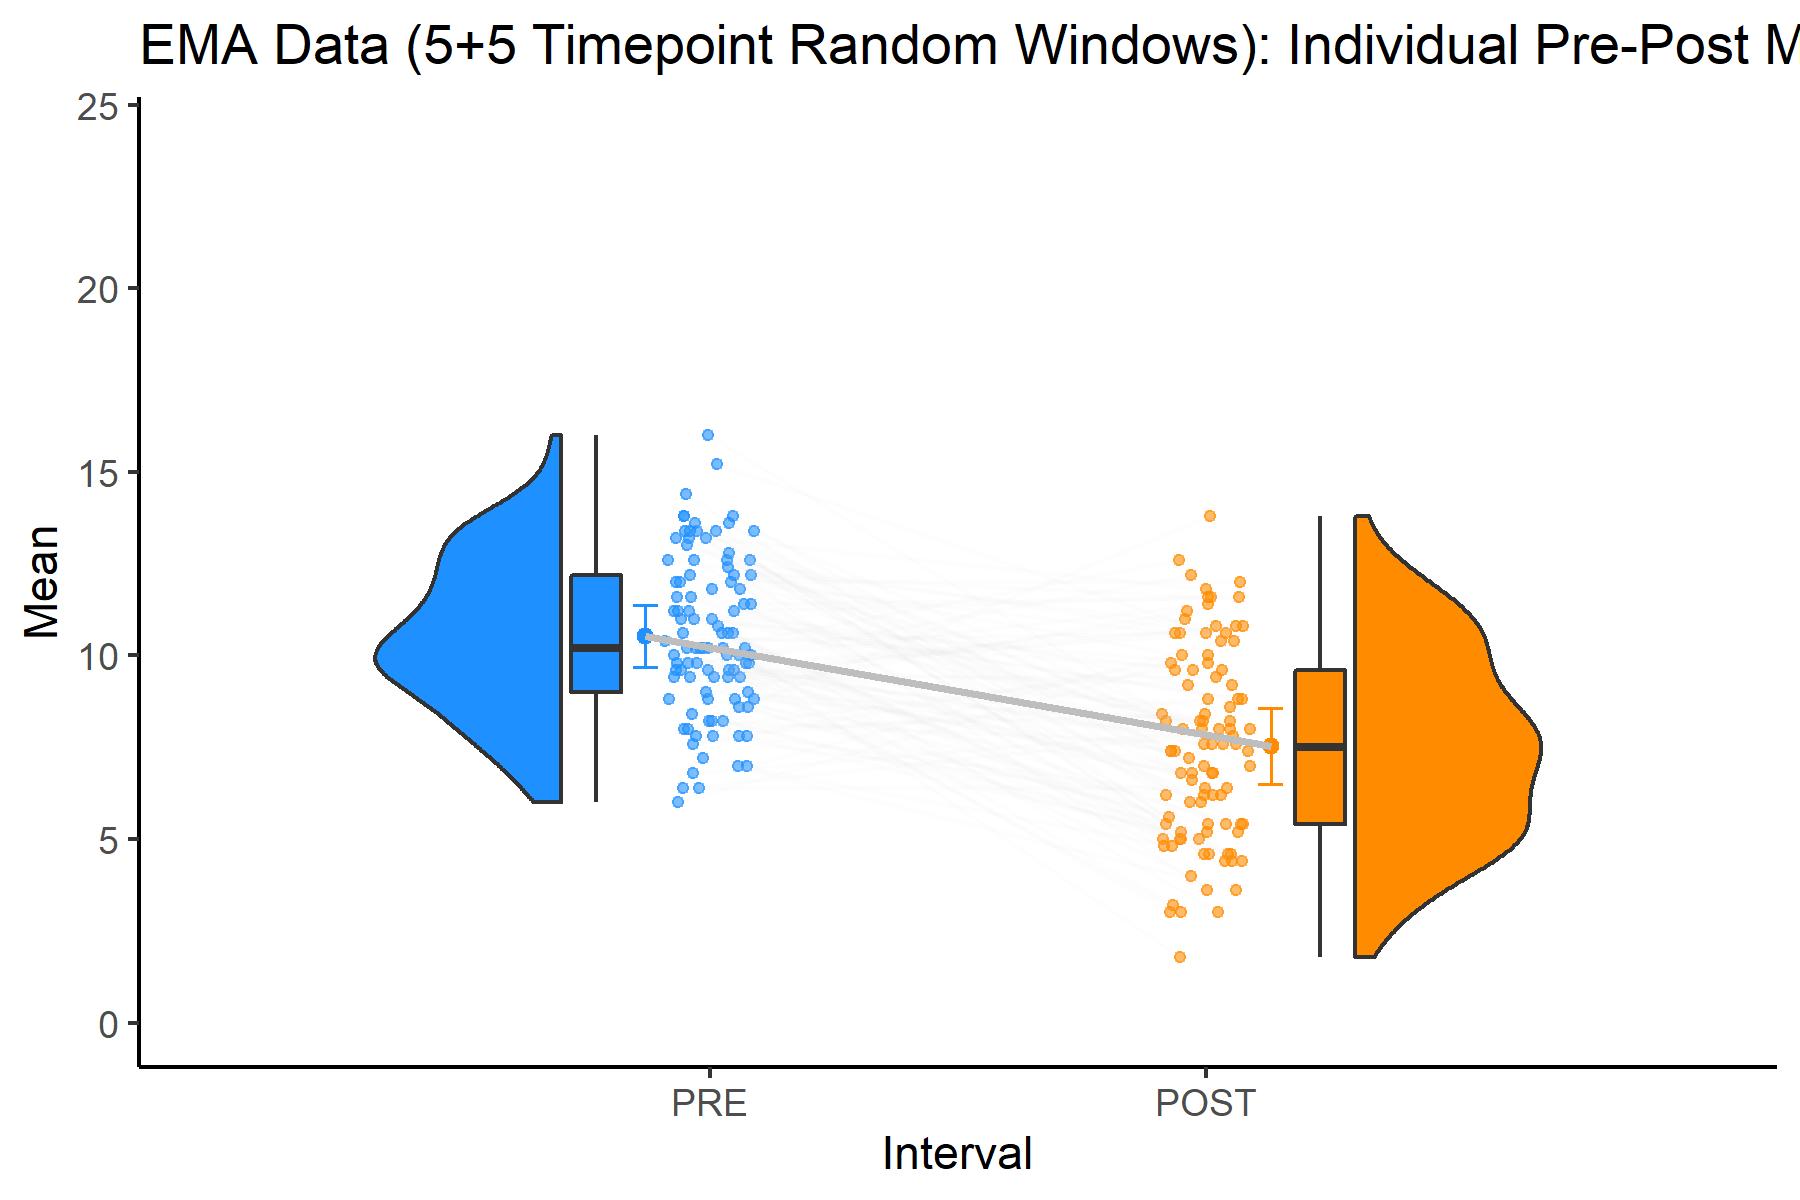 EMA Data (5+5 Timepoint Random Windows): Individual Pre-Post M
25
20
15
10
5
0
Mean
PRE
POST
Interval